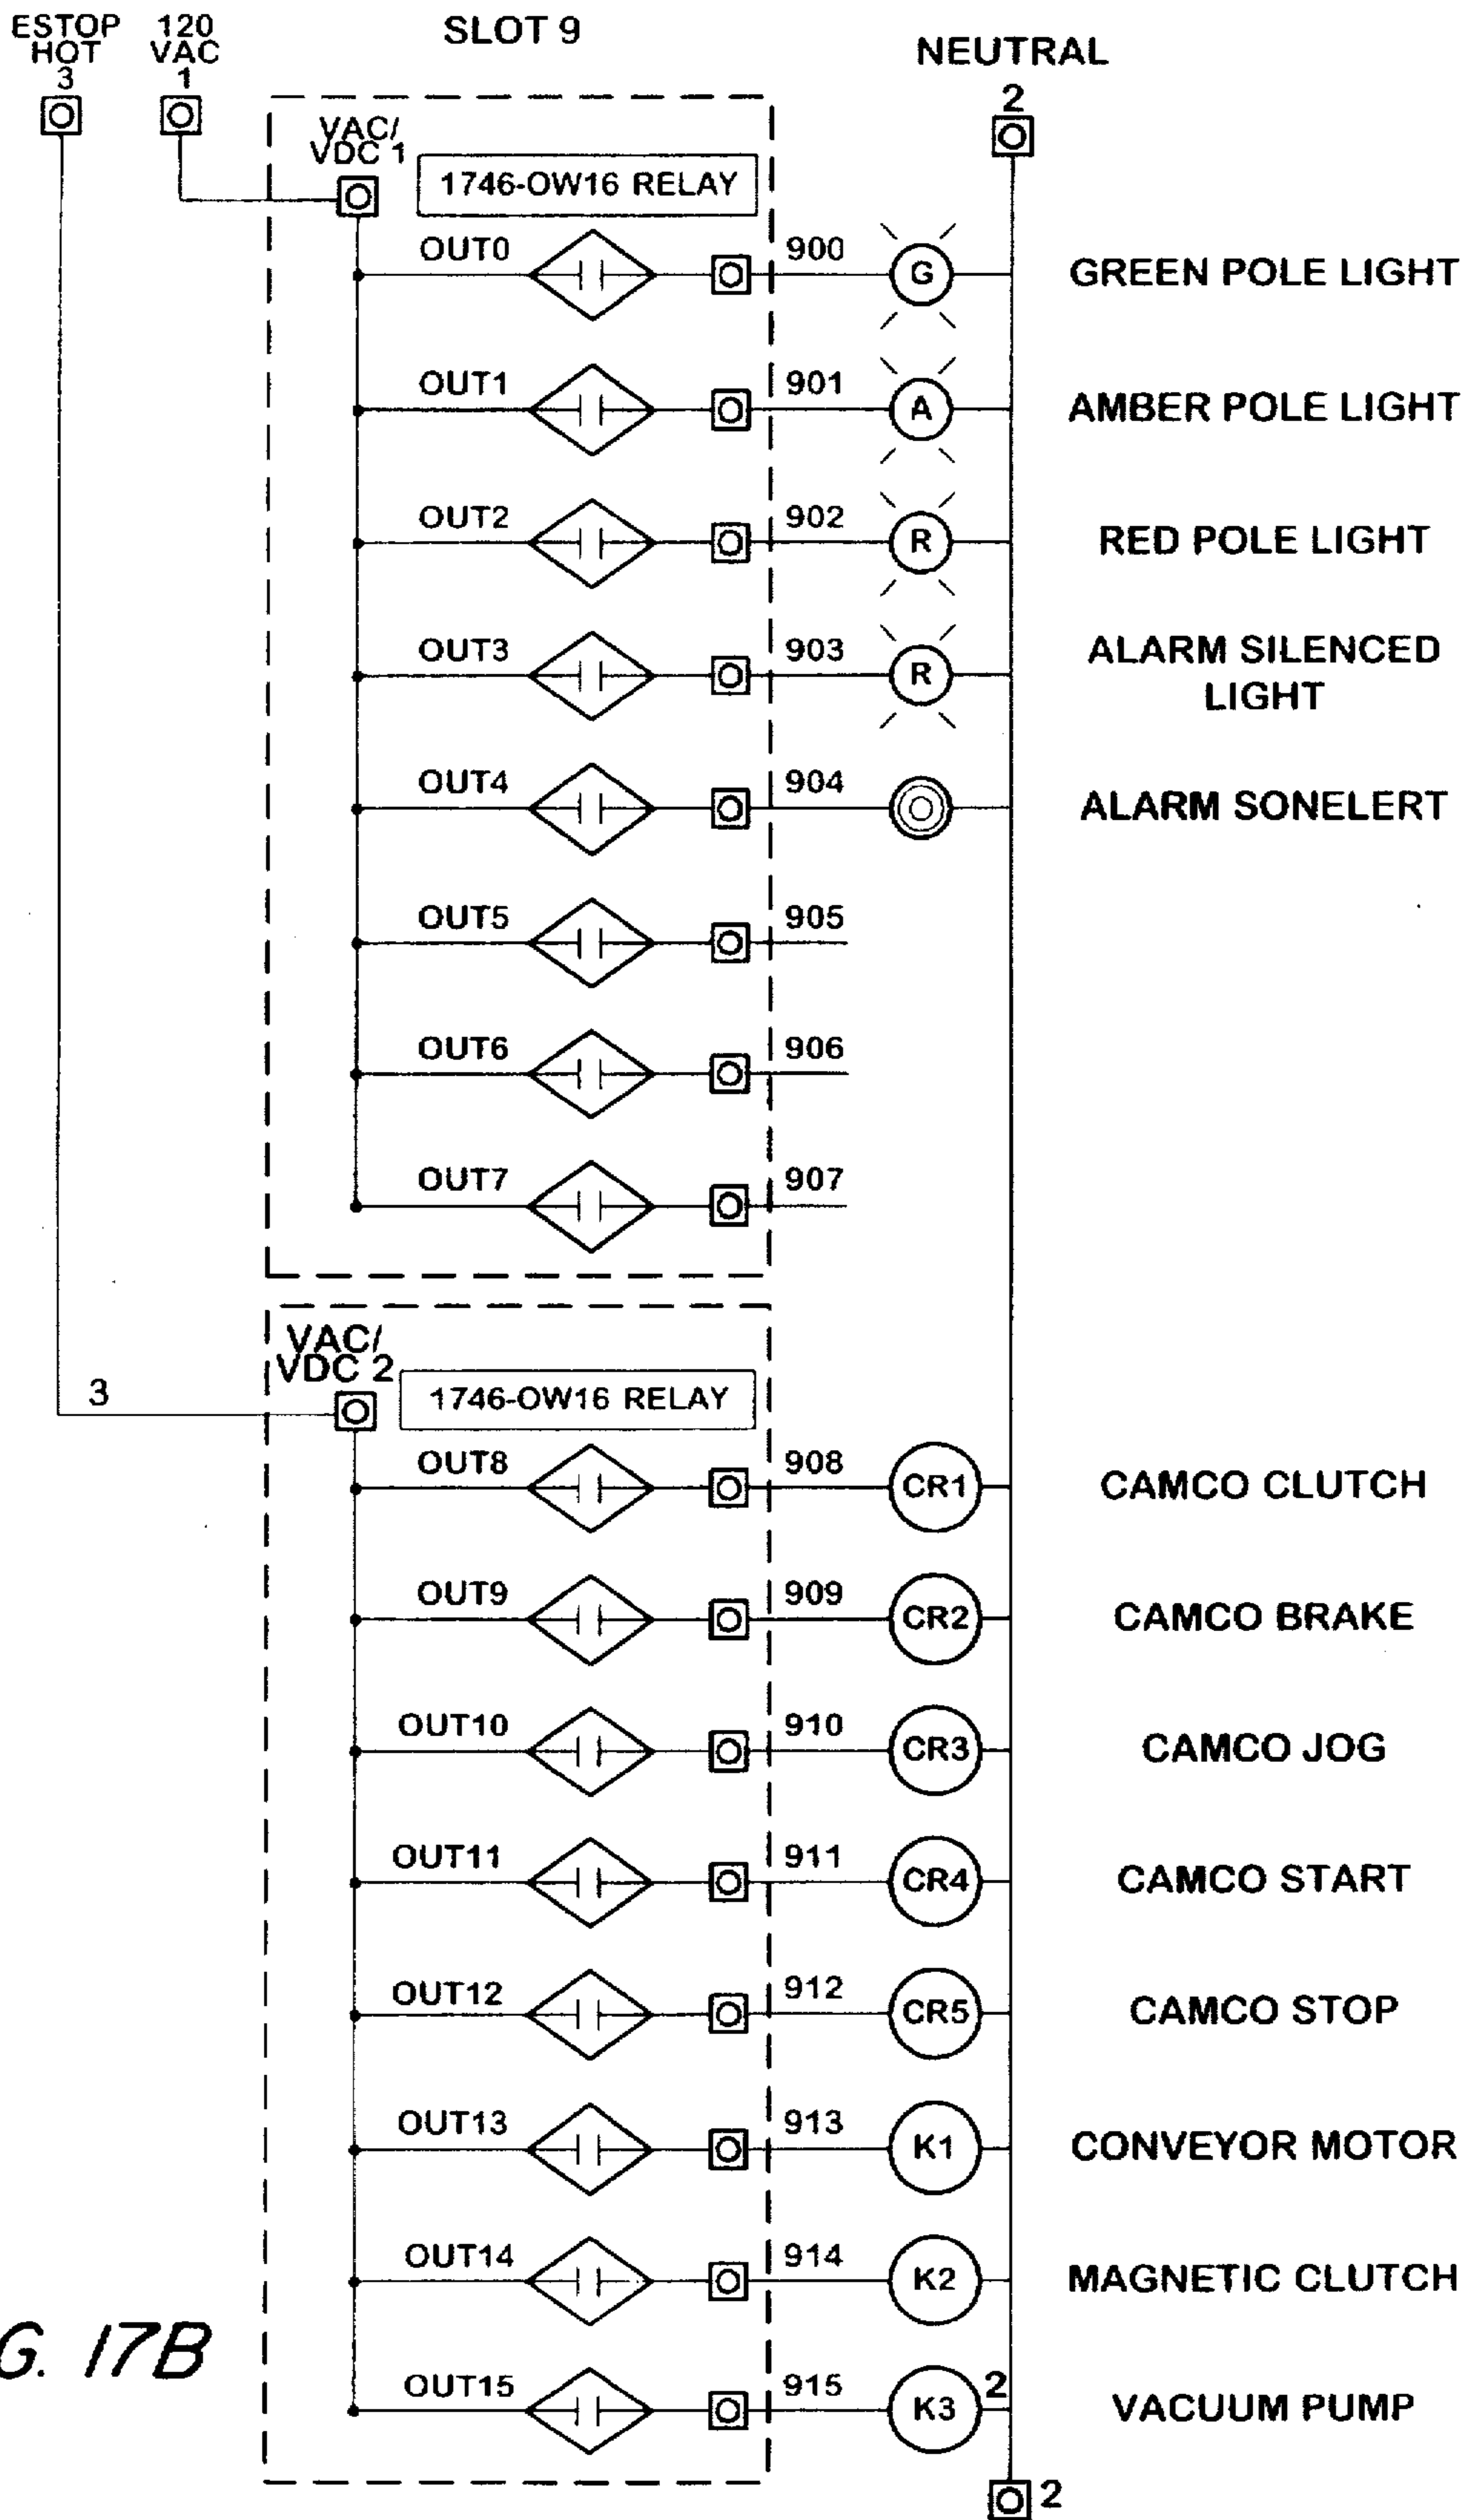 ESTOP
HOT
3
120
VAC
1
SLOT 9
NEUTRAL
2
VAC/
VDC 1
1746-OW16 RELAY
OUT0 900 G GREEN POLE LIGHT
OUT1 901 A AMBER POLE LIGHT
OUT2 902 R RED POLE LIGHT
OUT3 903 R ALARM SILENCED
LIGHT
OUT4 904 ALARM SONELERT
OUT5 905
OUT6 906
OUT7 907
VAC/
VDC 2
3
1746-OW16 RELAY
OUT8 908 CR1 CAMCO CLUTCH
OUT9 909 CR2 CAMCO BRAKE
OUT10 910 CR3 CAMCO JOG
OUT11 911 CR4 CAMCO START
OUT12 912 CR5 CAMCO STOP
OUT13 913 K1 CONVEYOR MOTOR
OUT14 914 K2 MAGNETIC CLUTCH
OUT15 915 K3 2 VACUUM PUMP
2
G. 17B